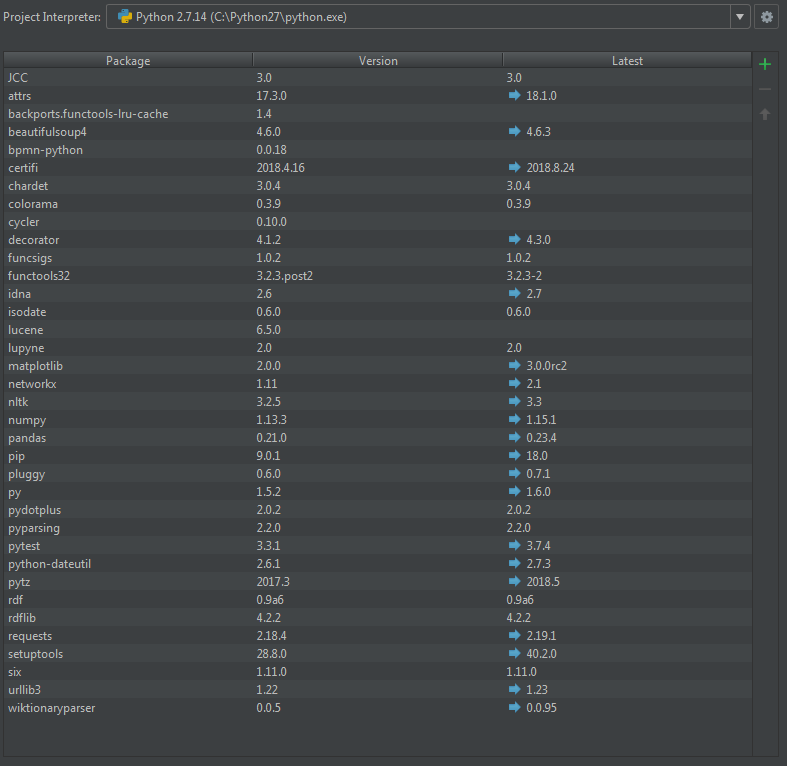 Project Interpreter: Python 2.7.14 (C:\Python27\python.exe)
Package Version Latest
JCC 3.0 3.0
attrs 17.3.0 18.1.0
backports.functools-lru-cache 1.4
beautifulsoup4 4.6.0 4.6.3
bpmn-python 0.0.18
certifi 2018.4.16 2018.8.24
chardet 3.0.4 3.0.4
colorama 0.3.9 0.3.9
cycler 0.10.0
decorator 4.1.2 4.3.0
funcsigs 1.0.2 1.0.2
functools32 3.2.3.post2 3.2.3-2
idna 2.6 2.7
isodate 0.6.0 0.6.0
lucene 6.5.0
lupyne 2.0 2.0
matplotlib 2.0.0 3.0.0rc2
networkx 1.11 2.1
nltk 3.2.5 3.3
numpy 1.13.3 1.15.1
pandas 0.21.0 0.23.4
pip 9.0.1 18.0
pluggy 0.6.0 0.7.1
py 1.5.2 1.6.0
pydotplus 2.0.2 2.0.2
pyparsing 2.2.0 2.2.0
pytest 3.3.1 3.7.4
python-dateutil 2.6.1 2.7.3
pytz 2017.3 2018.5
rdf 0.9a6 0.9a6
rdflib 4.2.2 4.2.2
requests 2.18.4 2.19.1
setuptools 28.8.0 40.2.0
six 1.11.0 1.11.0
urllib3 1.22 1.23
wiktionaryparser 0.0.5 0.0.95